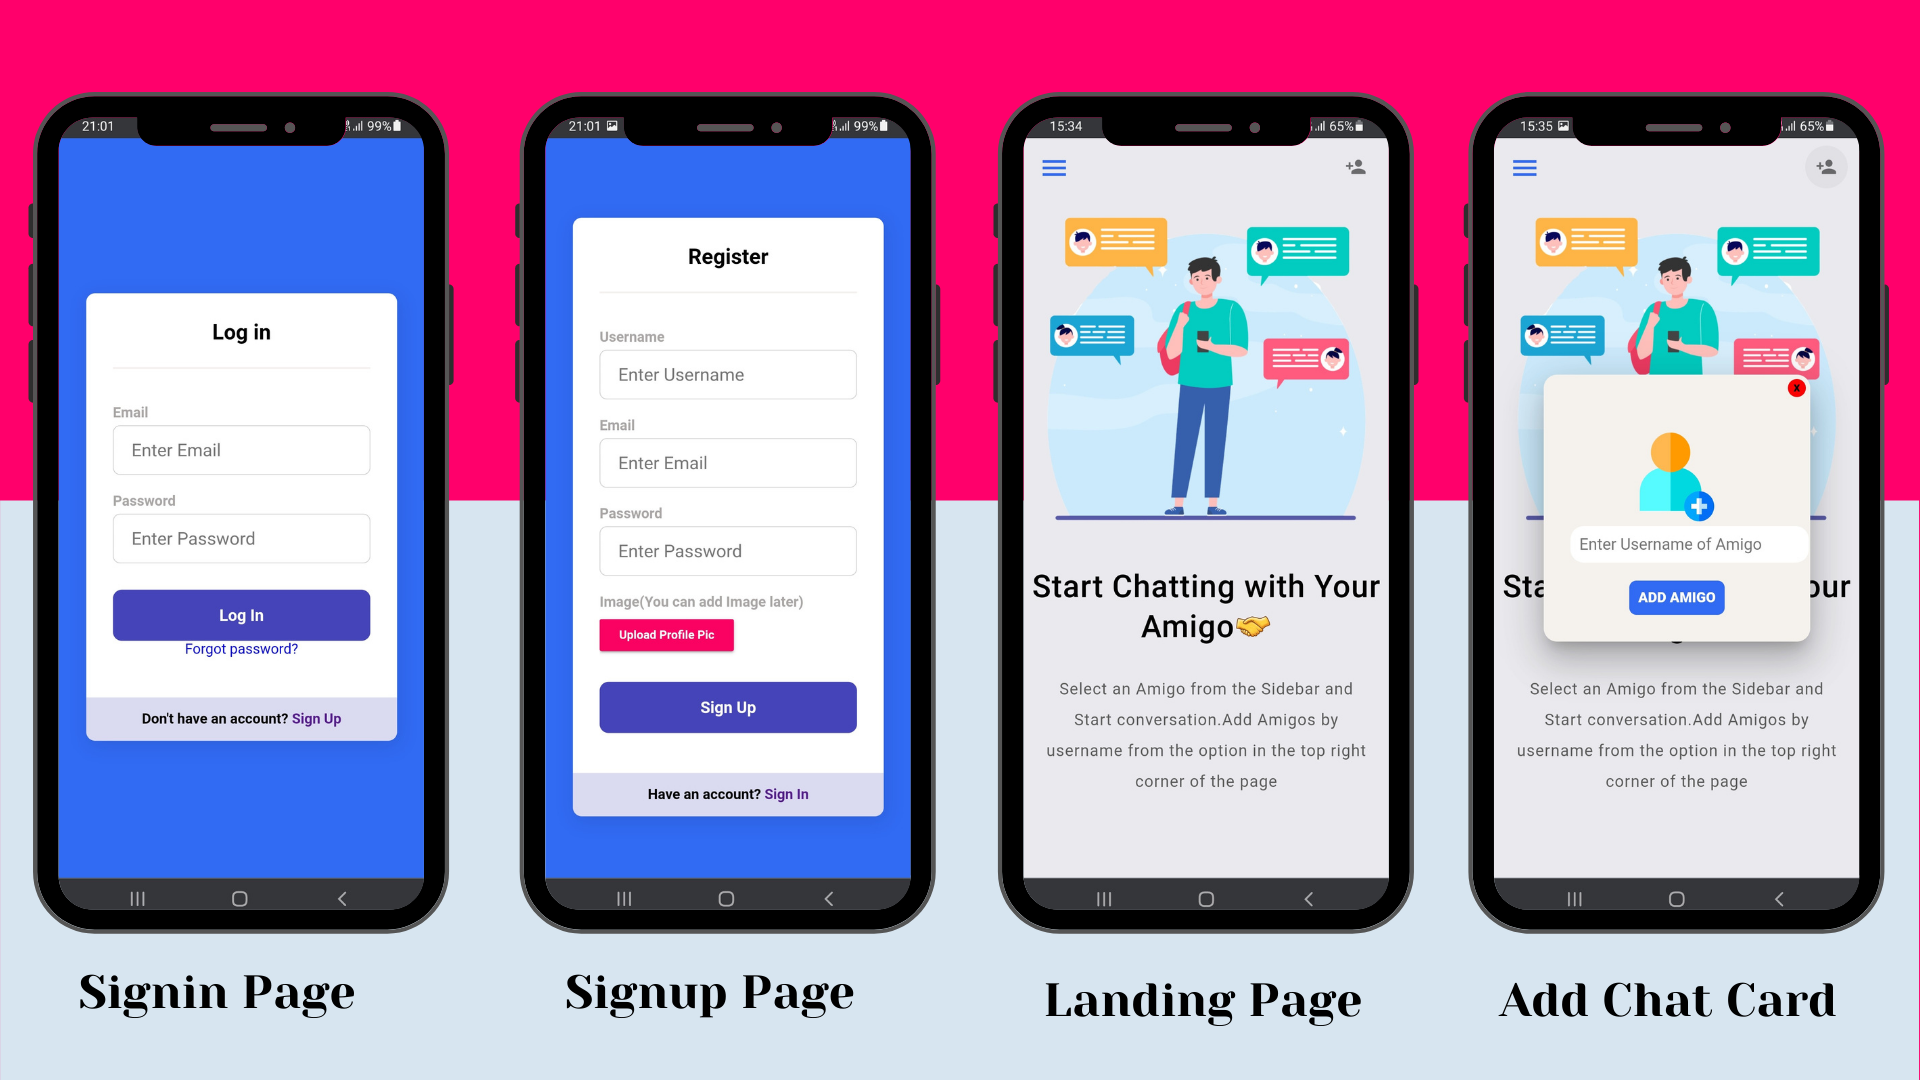 21:01
99%
Log in
Email
Enter Email
Password
Enter Password
Log In
Forgot password?
Don't have an account? Sign Up
Signin Page
21:01
99%
Register
Username
Enter Username
Email
Enter Email
Password
Enter Password
Image(You can add Image later)
Upload Profile Pic
Sign Up
Have an account? Sign In
Signup Page
15:34
65%
Start Chatting with Your
Amigo🤝
Select an Amigo from the Sidebar and
Start conversation.Add Amigos by
username from the option in the top right
corner of the page
Landing Page
15:35
65%
X
Enter Username of Amigo
ADD AMIGO
Select an Amigo from the Sidebar and
Start conversation.Add Amigos by
username from the option in the top right
corner of the page
Add Chat Card